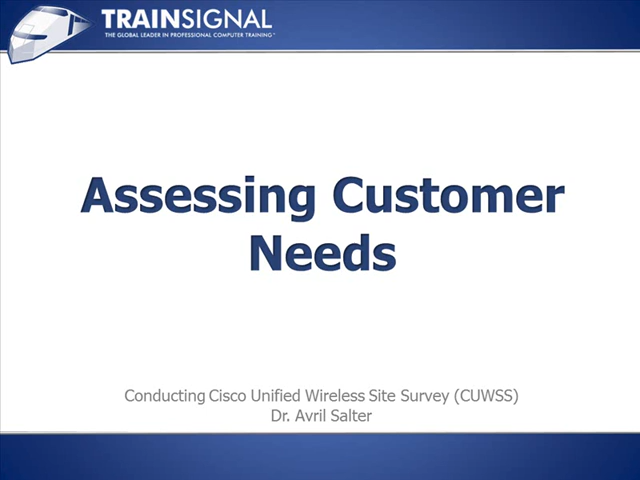 TRAINSIGNAL
THE GLOBAL LEADER IN PROFESSIONAL COMPUTER TRAINING™
Assessing Customer
Needs
Conducting Cisco Unified Wireless Site Survey (CUWSS)
Dr. Avril Salter